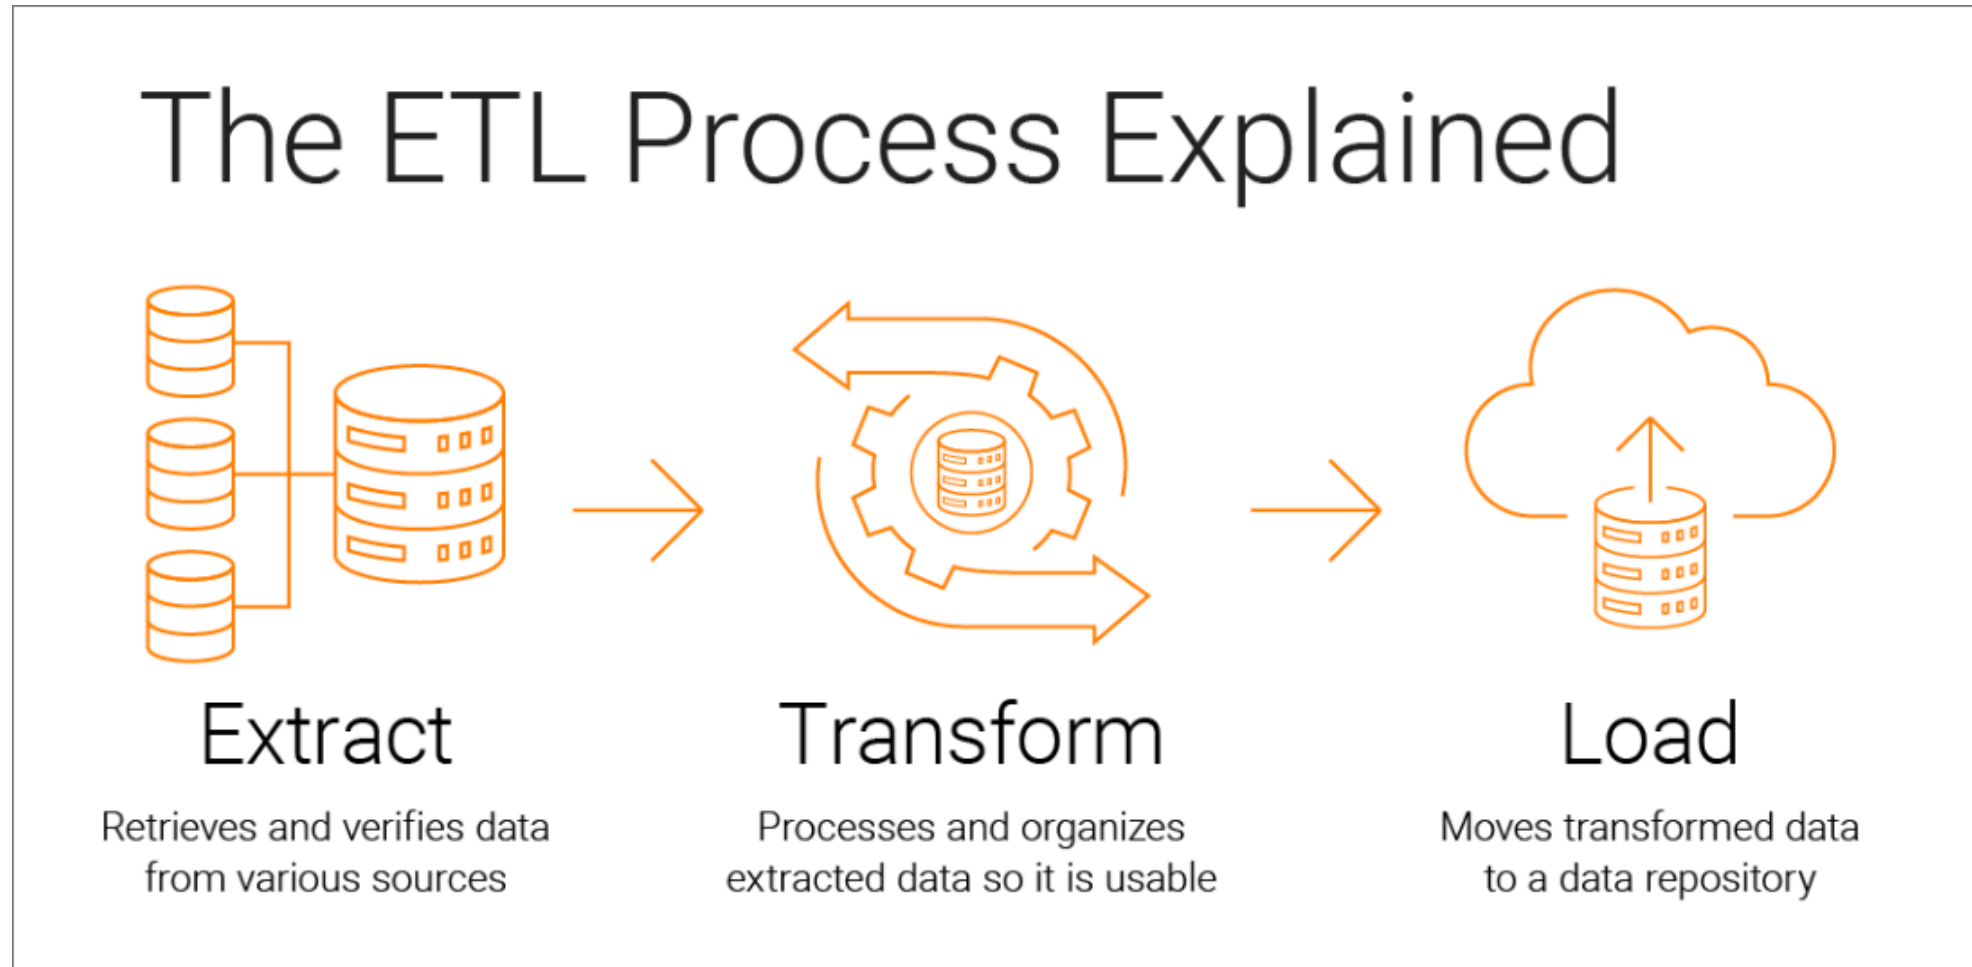 The ETL Process Explained
Extract
Retrieves and verifies data
from various sources
Transform
Processes and organizes
extracted data so it is usable
Load
Moves transformed data
to a data repository